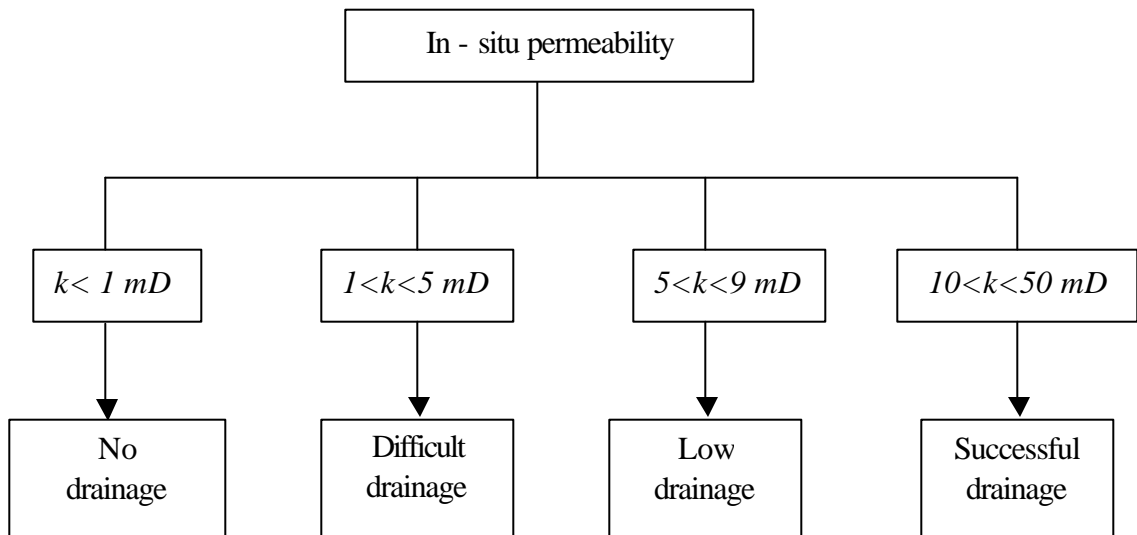 In - situ permeability
k< 1 mD
1<k<5 mD
5<k<9 mD
10<k<50 mD
No
drainage
Difficult
drainage
Low
drainage
Successful
drainage